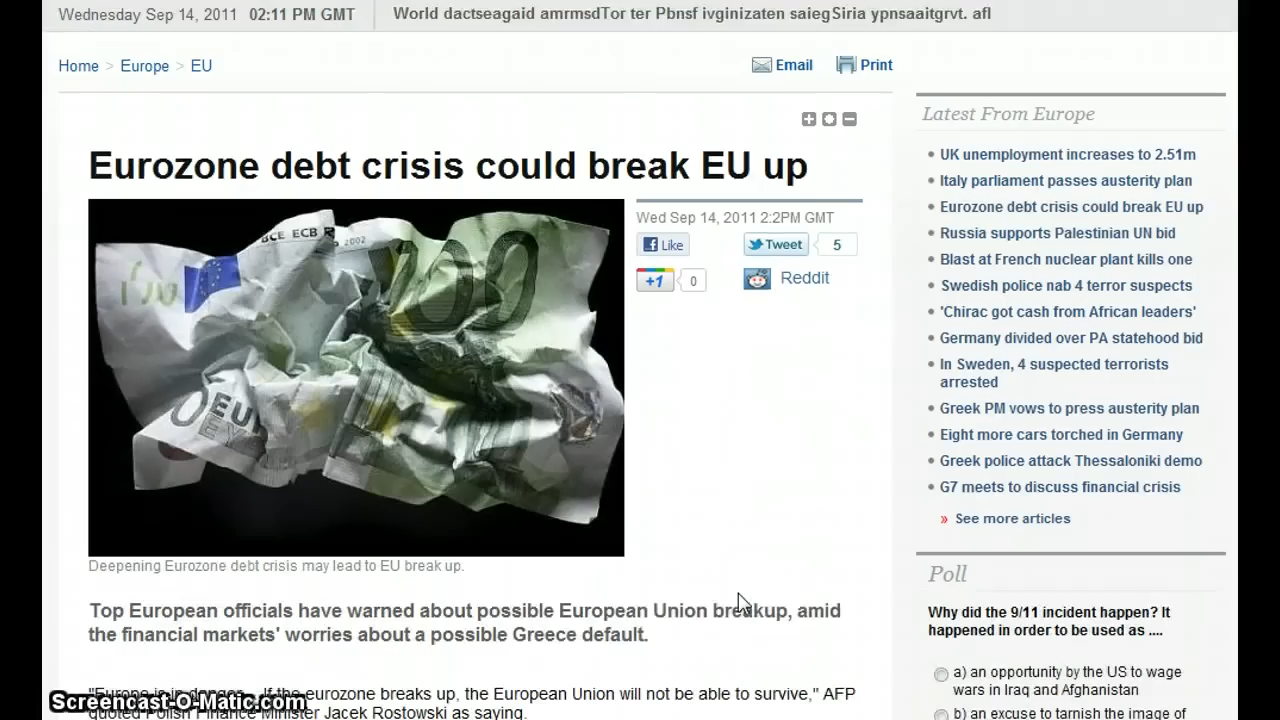 Wednesday Sep 14, 2011 02:11 PM GMT
World
Home > Europe > EU
Email Print
Eurozone debt crisis could break EU up
BCE ECB
2002
100
EU
Wed Sep 14, 2011 2:2PM GMT
Like
Tweet 5
+1 0
Reddit
Deepening Eurozone debt crisis may lead to EU break up.
Top European officials have warned about possible European Union breakup, amid
the financial markets' worries about a possible Greece default.
"Europe is in danger... If the eurozone breaks up, the European Union will not be able to survive," AFP
quoted Polish Finance Minister Jacek Rostowski as saying.
Screencast-O-Matic.com
Latest From Europe
UK unemployment increases to 2.51m
Italy parliament passes austerity plan
Eurozone debt crisis could break EU up
Russia supports Palestinian UN bid
Blast at French nuclear plant kills one
Swedish police nab 4 terror suspects
'Chirac got cash from African leaders'
Germany divided over PA statehood bid
In Sweden, 4 suspected terrorists
arrested
Greek PM vows to press austerity plan
Eight more cars torched in Germany
Greek police attack Thessaloniki demo
G7 meets to discuss financial crisis
» See more articles
Poll
Why did the 9/11 incident happen? It
happened in order to be used as ....
a) an opportunity by the US to wage
wars in Iraq and Afghanistan
b) an excuse to tarnish the image of